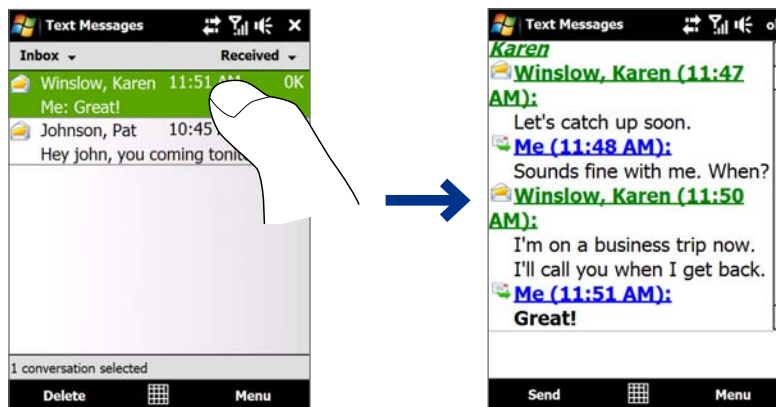 Text Messages
Inbox
Received
Winslow, Karen 11:51 AM 0K
Me: Great!
Johnson, Pat 10:45
Hey john, you coming
1 conversation selected
Delete
Menu
Text Messages
Karen
Winslow, Karen (11:47
AM):
Let's catch up soon.
Me (11:48 AM):
Sounds fine with me. When?
Winslow, Karen (11:50
AM):
I'm on a business trip now.
I'll call you when I get back.
Me (11:51 AM):
Great!
Send
Menu